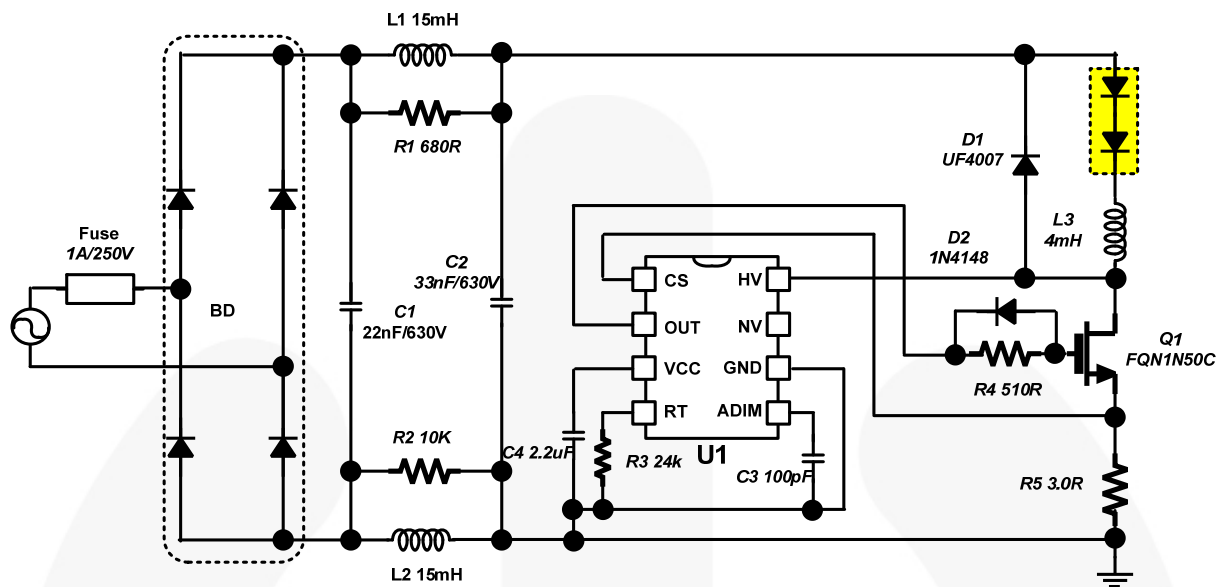 L1 15mH
R1 680R
D1
UF4007
L3
4mH
D2
1N4148
Fuse
1A/250V
BD
C2
33nF/630V
C1
22nF/630V
CS
HV
OUT
NV
VCC
GND
RT
ADIM
U1
Q1
FQN1N50C
R4 510R
R2 10K
C4 2.2uF
R3 24k
C3 100pF
R5 3.0R
L2 15mH